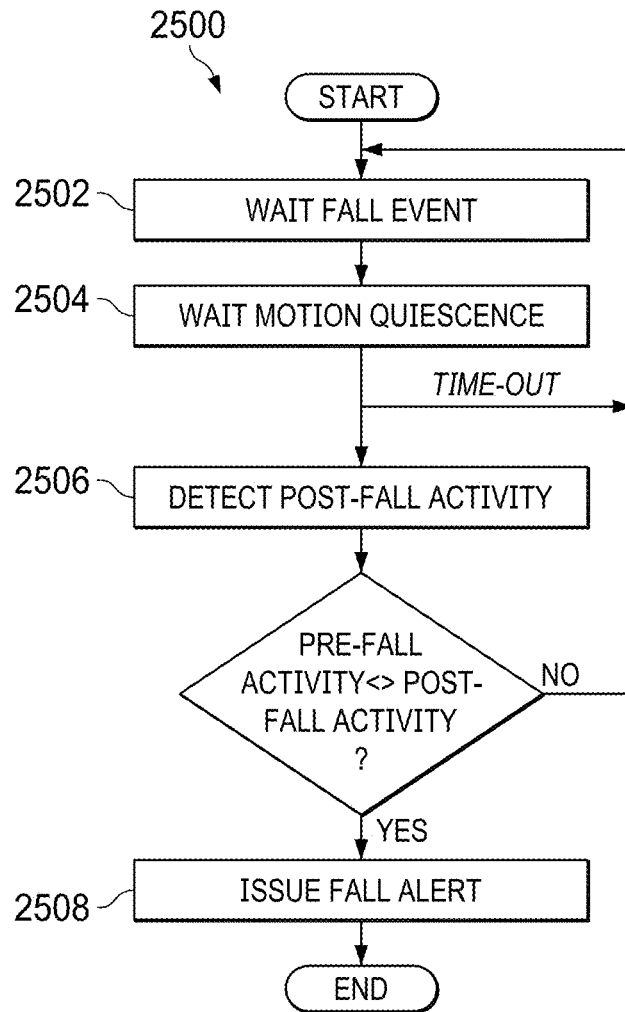 2500
START
2502
WAIT FALL EVENT
2504
WAIT MOTION QUIESCENCE
TIME-OUT
2506
DETECT POST-FALL ACTIVITY
PRE-FALL
ACTIVITY<> POST-
FALL ACTIVITY
?
NO
YES
2508
ISSUE FALL ALERT
END